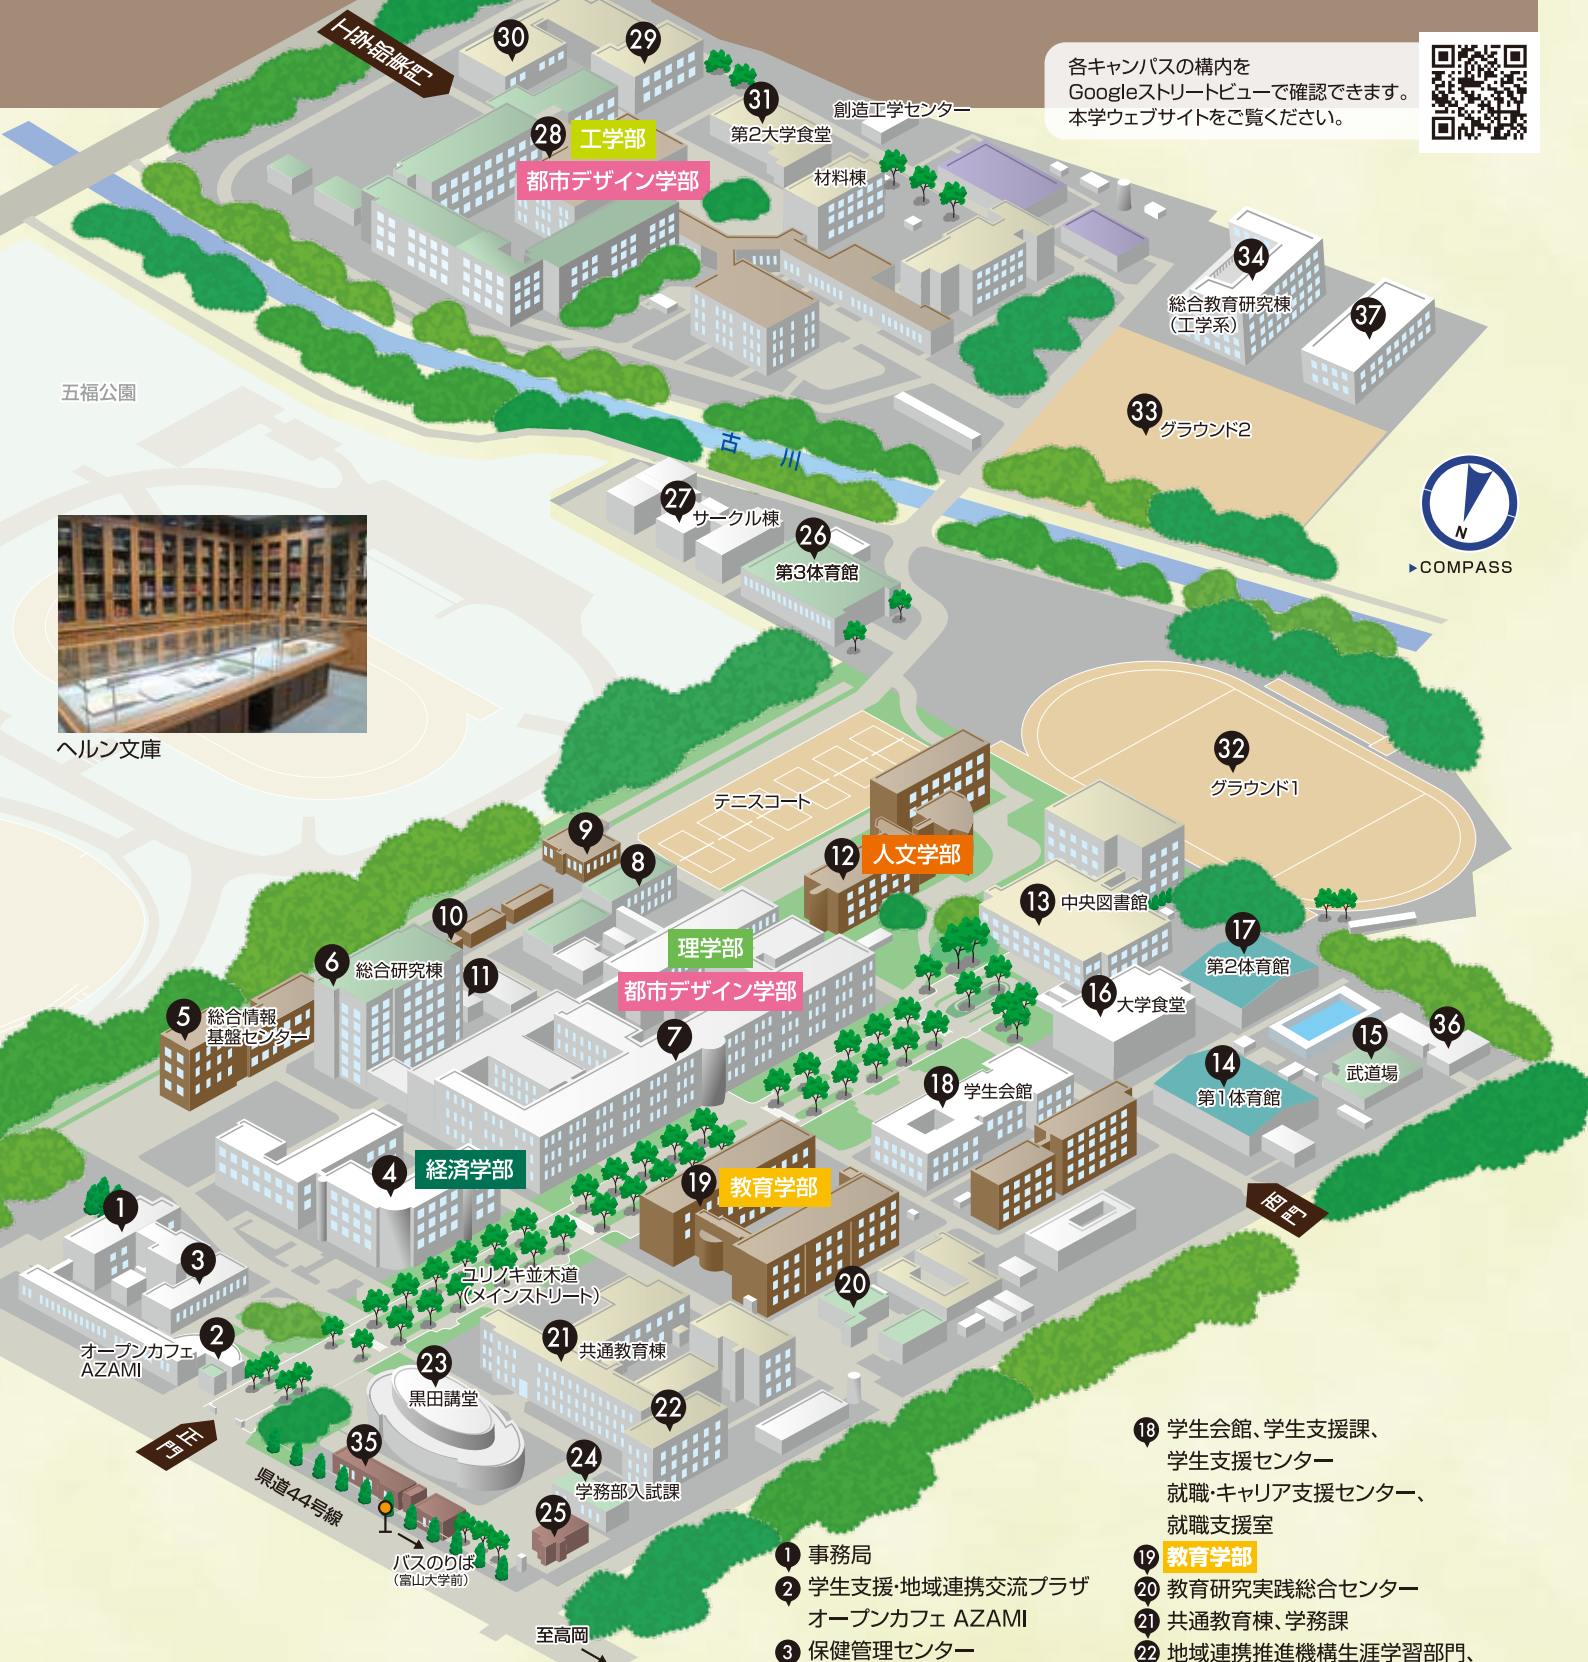 工学部東門
30
29
各キャンパスの構内を
Googleストリートビューで確認できます。
本学ウェブサイトをご覧ください。
31
第2大学食堂
創造工学センター
28
工学部
都市デザイン学部
材料棟
34
総合教育研究棟
（工学系）
37
五福公園
33
グラウンド2
古川
27
サークル棟
26
第3体育館
N
COMPASS
ヘルン文庫
32
グラウンド1
テニスコート
9
8
12
人文学部
13
中央図書館
10
17
第2体育館
理学部
都市デザイン学部
6
総合研究棟
11
16
大学食堂
5
総合情報
基盤センター
7
36
15
武道場
14
第1体育館
18
学生会館
4
経済学部
19
教育学部
西門
1
3
ユリノキ並木道
（メインストリート）
20
2
オープンカフェ
AZAMI
21
共通教育棟
23
黒田講堂
22
正門
35
24
学務部入試課
県道44号線
25
バスのりば
（富山大学前）
至高岡
1 事務局
2 学生支援・地域連携交流プラザ
オープンカフェ AZAMI
3 保健管理センター
18 学生会館、学生支援課、
学生支援センター
就職・キャリア支援センター、
就職支援室
19 教育学部
20 教育研究実践総合センター
21 共通教育棟、学務課
22 地域連携推進機構生涯学習部門、